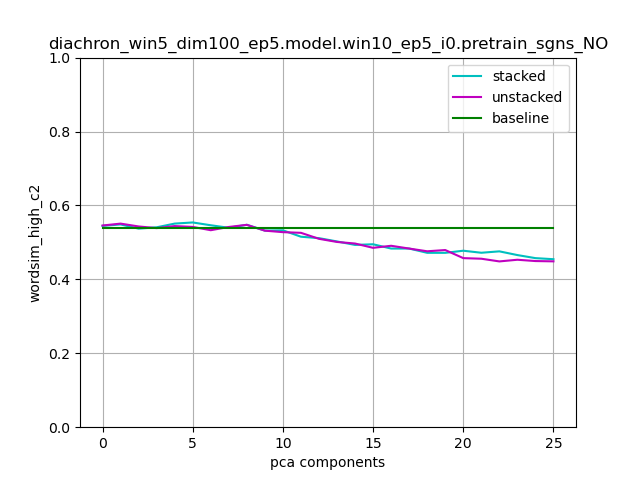 diachron_win5_dim100_ep5.model.win10_ep5_i0.pretrain_sgns_NO
1.0
0.8
0.6
0.4
0.2
0.0
wordsim_high_c2
stacked
unstacked
baseline
0 5 10 15 20 25
pca components